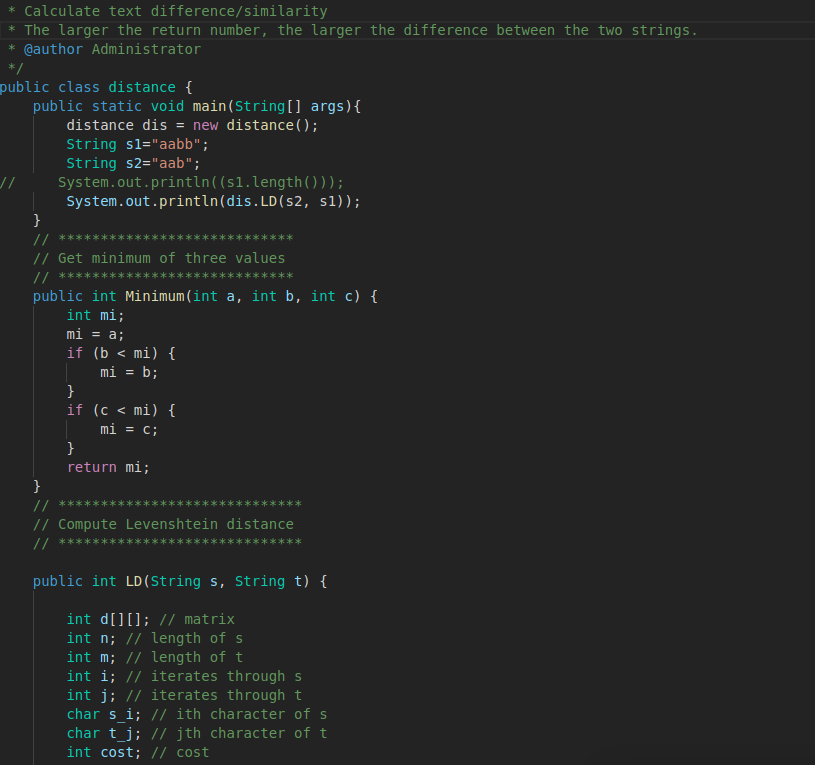 * Calculate text difference/similarity
 * The larger the return number, the larger the difference between the two strings.
 * @author Administrator
 */
public class distance {
    public static void main(String[] args){
        distance dis = new distance();
        String s1="aabb";
        String s2="aab";
//     System.out.println((s1.length()));
        System.out.println(dis.LD(s2, s1));
    }
    // ****************************
    // Get minimum of three values
    // ****************************
    public int Minimum(int a, int b, int c) {
        int mi;
        mi = a;
        if (b < mi) {
            mi = b;
        }
        if (c < mi) {
            mi = c;
        }
        return mi;
    }
    // *****************************
    // Compute Levenshtein distance
    // *****************************
    public int LD(String s, String t) {
        int d[][]; // matrix
        int n; // length of s
        int m; // length of t
        int i; // iterates through s
        int j; // iterates through t
        char s_i; // ith character of s
        char t_j; // jth character of t
        int cost; // cost